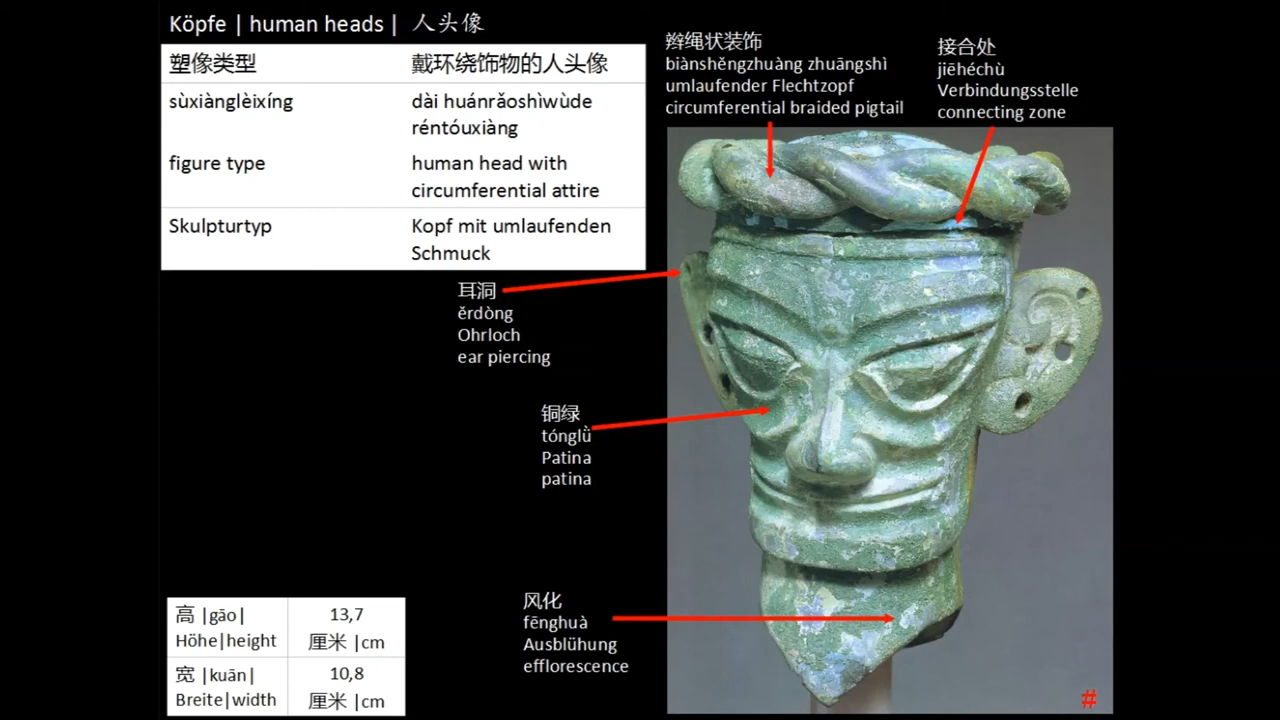 Köpfe | human heads | 人头像
塑像类型 戴环绕饰物的人头像
sùxiànglèixíng dài huánrǎoshìwùde
réntóuxiàng
figure type human head with
circumferential attire
Skulpturtyp Kopf mit umlaufenden
Schmuck
辫绳状装饰
biànshěngzhuàng zhuāngshì
umlaufender Flechtzopf
circumferential braided pigtail
接合处
jiēhéchù
Verbindungsstelle
connecting zone
耳洞
ěrdòng
Ohrloch
ear piercing
铜绿
tónglǜ
Patina
patina
风化
fēnghuà
Ausblühung
efflorescence
高 |gāo| 13,7
Höhe|height 厘米 |cm
宽 |kuān| 10,8
Breite|width 厘米 |cm
#